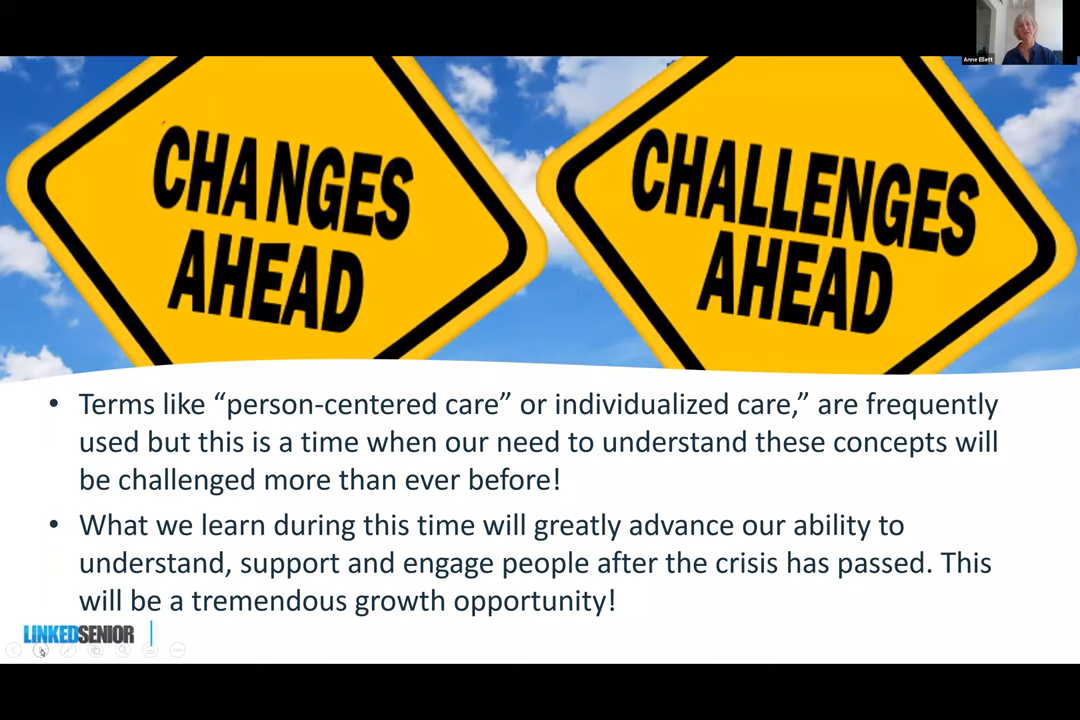 Anne Ellett
CHANGES
AHEAD
CHALLENGES
AHEAD
• Terms like “person-centered care” or individualized care,” are frequently
used but this is a time when our need to understand these concepts will
be challenged more than ever before!
• What we learn during this time will greatly advance our ability to
understand, support and engage people after the crisis has passed. This
will be a tremendous growth opportunity!
LINKEDSENIOR